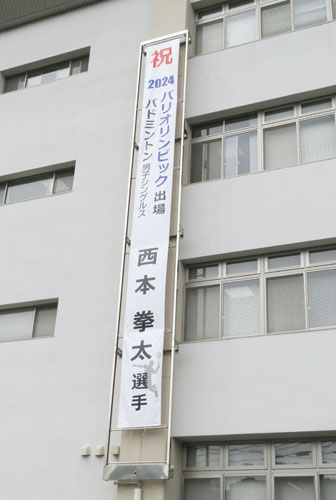 祝
2024 パリオリンピック 出場
バドミントン 男子シングルス
西本 拳太 選手